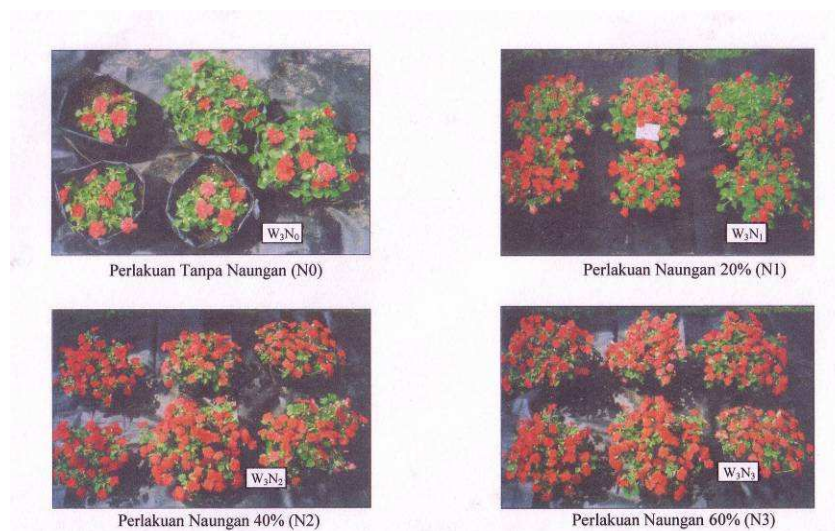 W₃N₀
Perlakuan Tanpa Naungan (N0)
W₃N₁
Perlakuan Naungan 20% (N1)
W₃N₂
Perlakuan Naungan 40% (N2)
W₃N₃
Perlakuan Naungan 60% (N3)